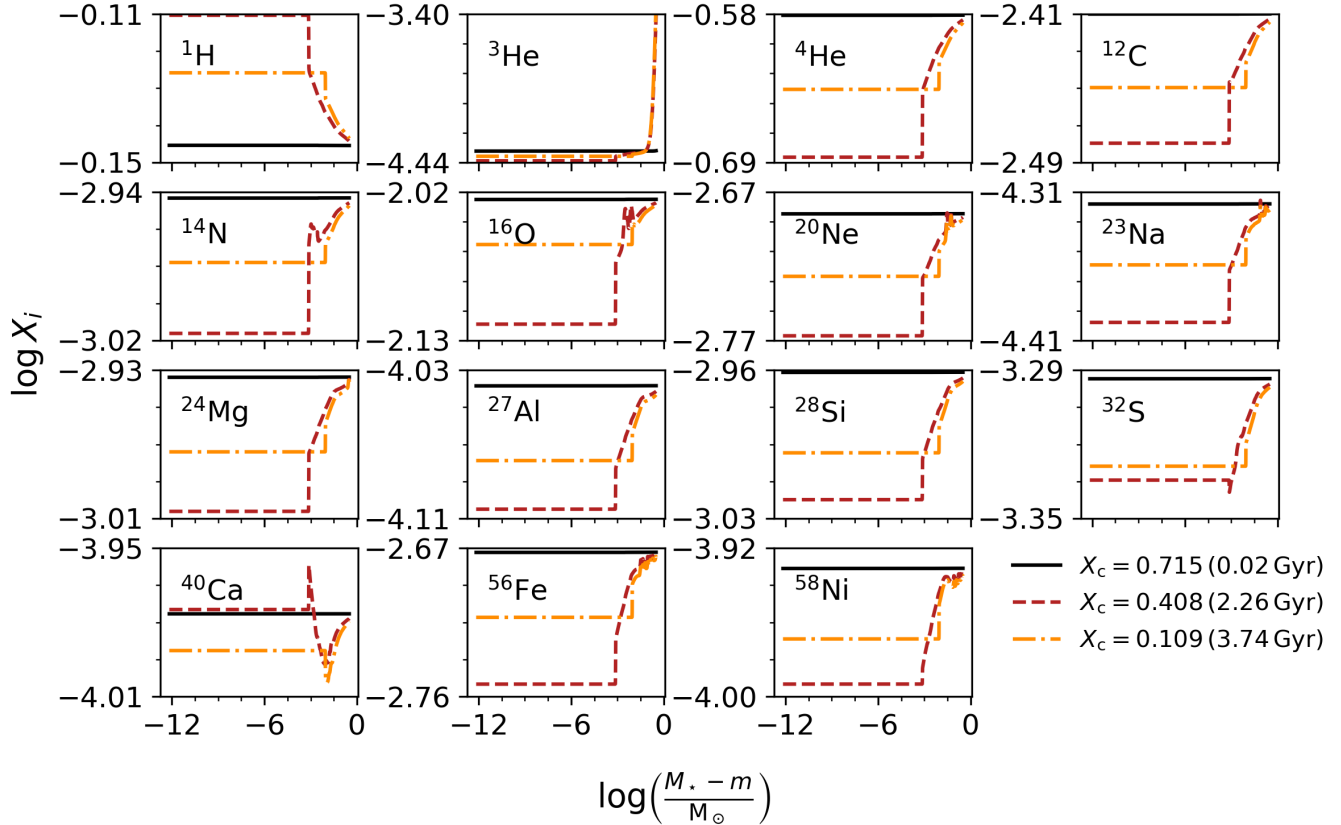 −0.11
−0.15
¹H
−3.40
−4.44
³He
−0.58
−0.69
⁴He
−2.41
−2.49
¹²C
−2.94
−3.02
¹⁴N
−2.02
−2.13
¹⁶O
−2.67
−2.77
²⁰Ne
−4.31
−4.41
²³Na
log Xᵢ
−2.93
−3.01
²⁴Mg
−4.03
−4.11
²⁷Al
−2.96
−3.03
²⁸Si
−3.29
−3.35
³²S
−3.95
−4.01
⁴⁰Ca
−2.67
−2.76
⁵⁶Fe
−3.92
−4.00
⁵⁸Ni
X_c = 0.715 (0.02 Gyr)
X_c = 0.408 (2.26 Gyr)
X_c = 0.109 (3.74 Gyr)
−12 −6 0
−12 −6 0
−12 −6 0
log((M⋆ − m)/M⊙)